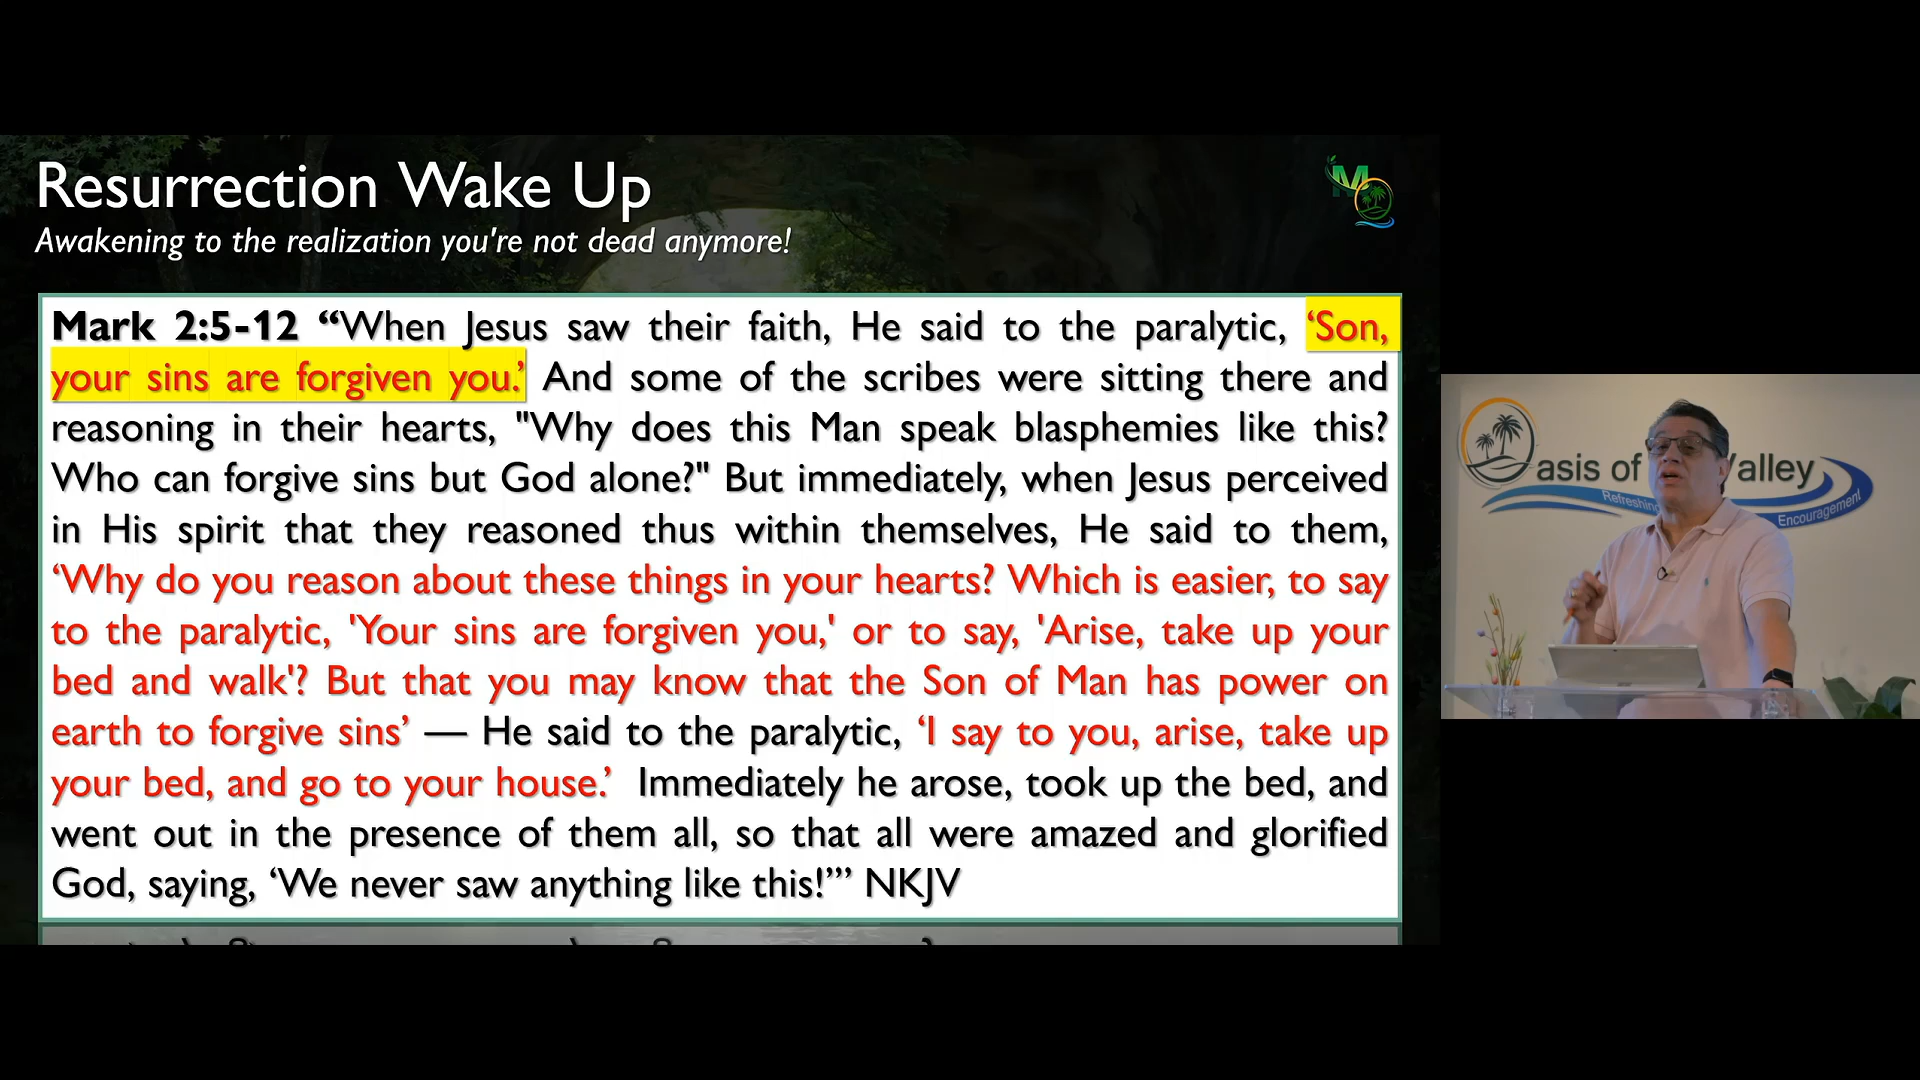 Resurrection Wake Up
Awakening to the realization you're not dead anymore!
Mark 2:5-12 “When Jesus saw their faith, He said to the paralytic, ‘Son,
your sins are forgiven you.’ And some of the scribes were sitting there and
reasoning in their hearts, "Why does this Man speak blasphemies like this?
Who can forgive sins but God alone?" But immediately, when Jesus perceived
in His spirit that they reasoned thus within themselves, He said to them,
‘Why do you reason about these things in your hearts? Which is easier, to say
to the paralytic, 'Your sins are forgiven you,' or to say, 'Arise, take up your
bed and walk'? But that you may know that the Son of Man has power on
earth to forgive sins’ — He said to the paralytic, ‘I say to you, arise, take up
your bed, and go to your house.’ Immediately he arose, took up the bed, and
went out in the presence of them all, so that all were amazed and glorified
God, saying, ‘We never saw anything like this!’” NKJV
M
asis of Valley
Refreshing
Encouragement